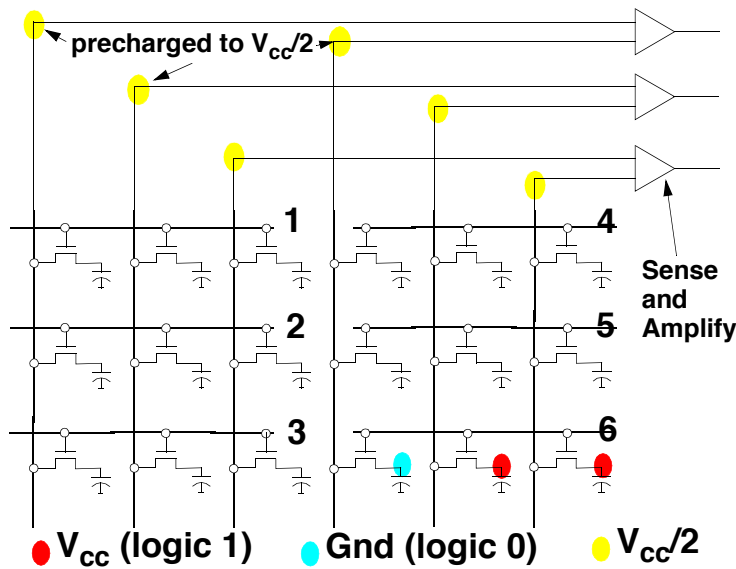 precharged to Vcc/2
1
4
Sense
and
Amplify
2
5
3
6
Vcc (logic 1)
Gnd (logic 0)
Vcc/2